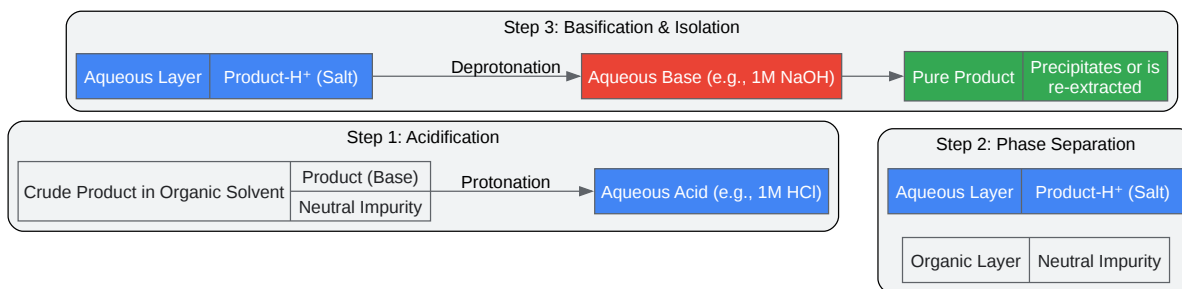 Step 3: Basification & Isolation
Aqueous Layer
Product-H⁺ (Salt)
Deprotonation
Aqueous Base (e.g., 1M NaOH)
Pure Product
Precipitates or is
re-extracted
Step 1: Acidification
Crude Product in Organic Solvent
Product (Base)
Neutral Impurity
Protonation
Aqueous Acid (e.g., 1M HCl)
Step 2: Phase Separation
Aqueous Layer
Product-H⁺ (Salt)
Organic Layer
Neutral Impurity